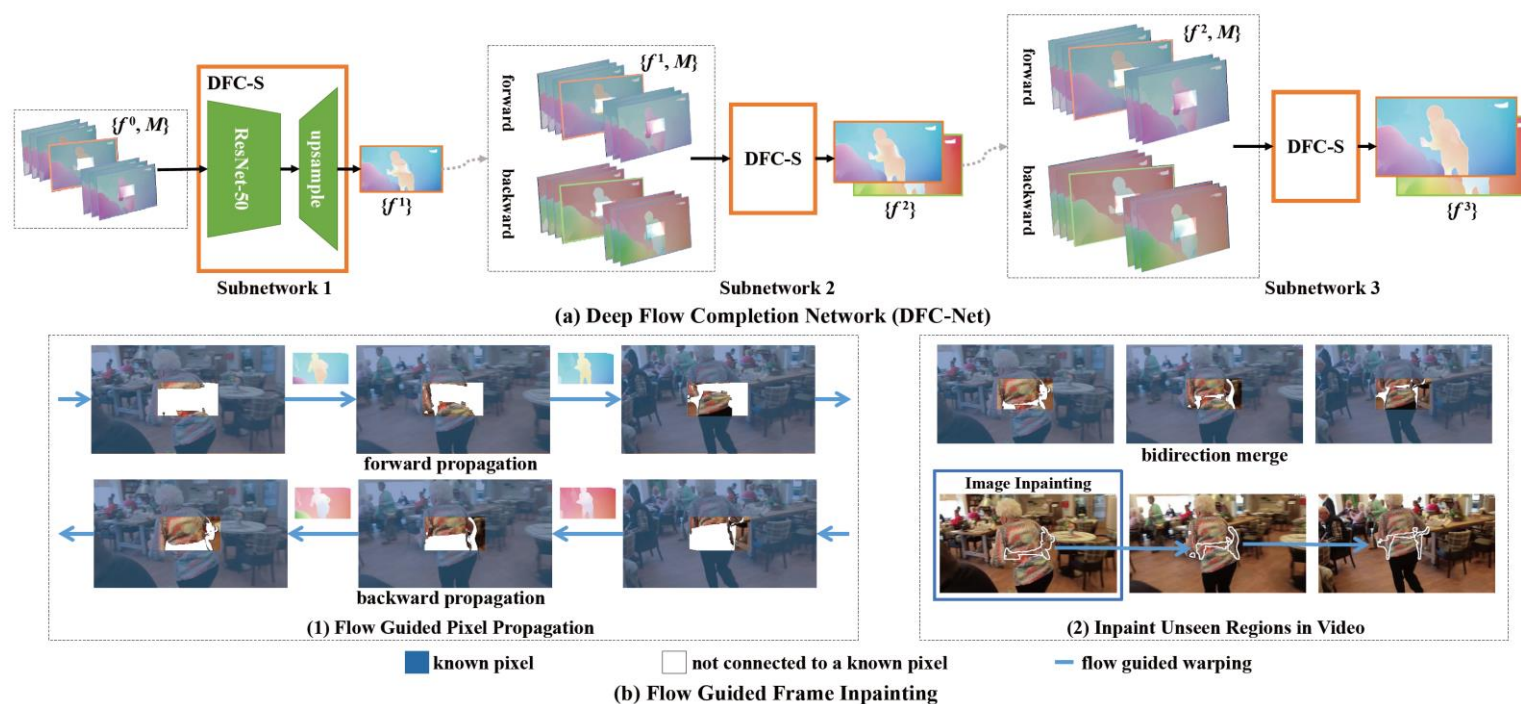 DFC-S
{f⁰, M}
ResNet-50
upsample
{f¹}
Subnetwork 1
forward
backward
{f¹, M}
DFC-S
{f²}
Subnetwork 2
forward
backward
{f², M}
DFC-S
{f³}
Subnetwork 3
(a) Deep Flow Completion Network (DFC-Net)
forward propagation
backward propagation
(1) Flow Guided Pixel Propagation
bidirection merge
Image Inpainting
(2) Inpaint Unseen Regions in Video
known pixel
not connected to a known pixel
flow guided warping
(b) Flow Guided Frame Inpainting